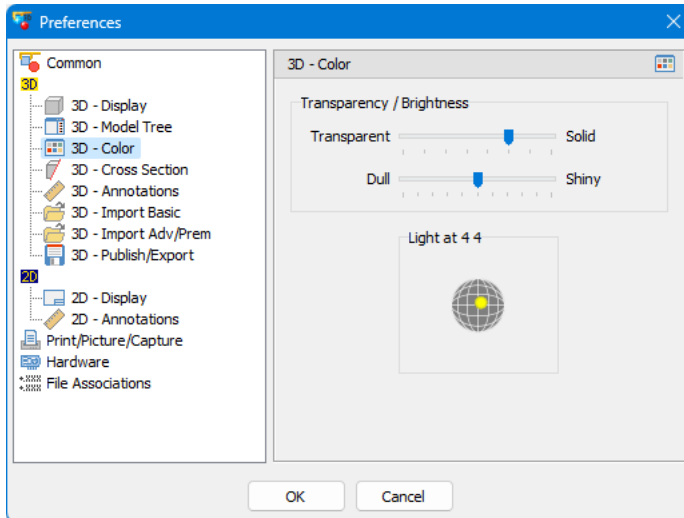 Preferences
Common
3D
3D - Display
3D - Model Tree
3D - Color
3D - Cross Section
3D - Annotations
3D - Import Basic
3D - Import Adv/Prem
3D - Publish/Export
2D
2D - Display
2D - Annotations
Print/Picture/Capture
Hardware
*.XXX
*.XXX File Associations
3D - Color
Transparency / Brightness
Transparent Solid
Dull Shiny
Light at 4 4
OK Cancel